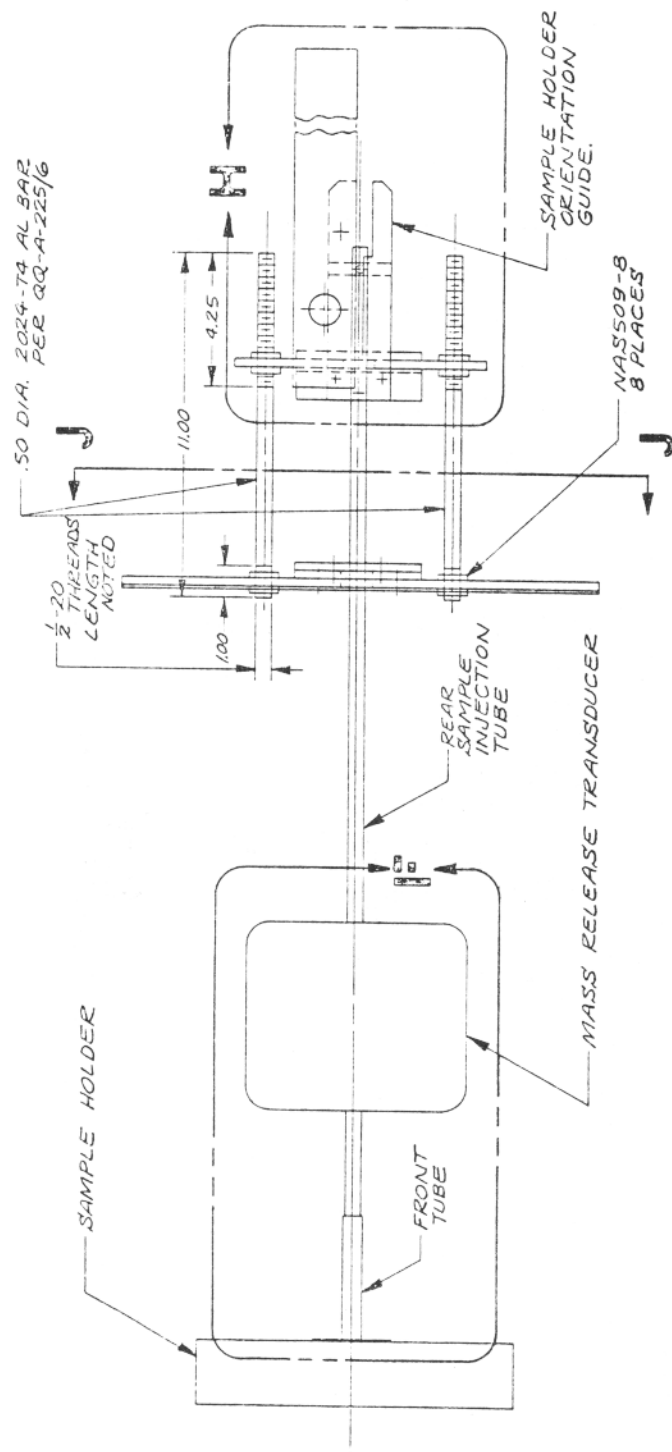 .50 DIA. 2024-T4 AL BAR
PER QQ-A-225/6
½-20
THREADS
LENGTH
NOTED
11.00
4.25
1.00
H
J
J
SAMPLE HOLDER
ORIENTATION
GUIDE.
NAS509-8
8 PLACES
REAR
SAMPLE
INJECTION
TUBE
MASS RELEASE TRANSDUCER
SAMPLE HOLDER
FRONT
TUBE